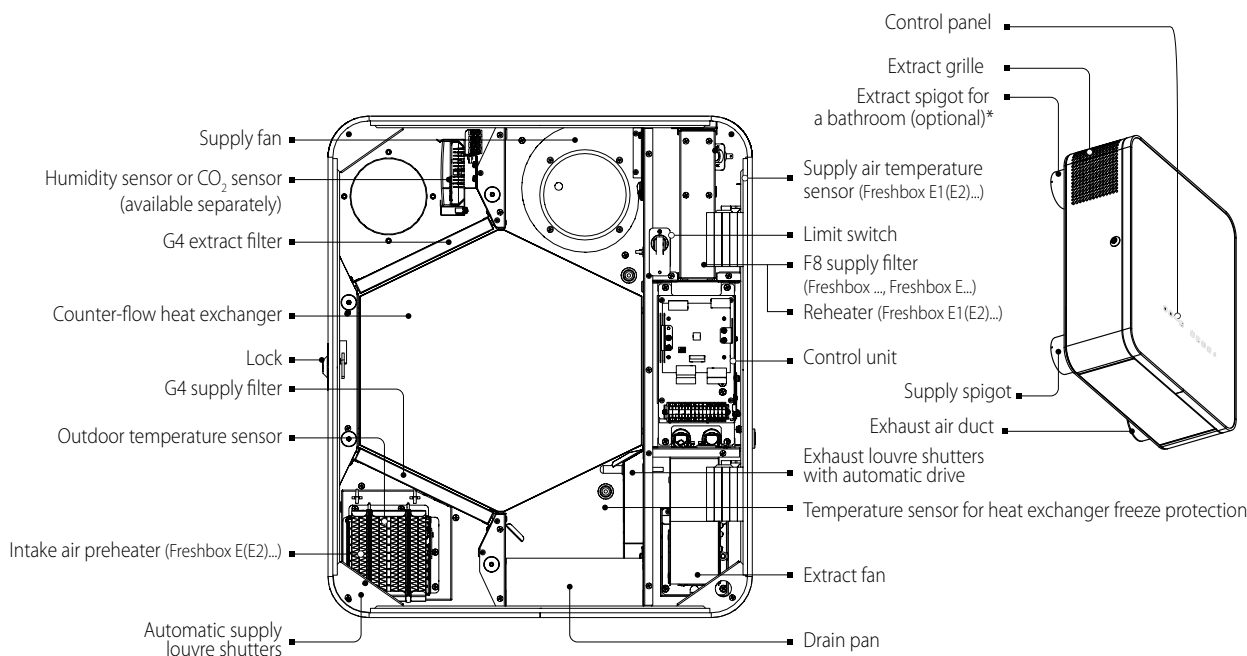 Control panel
Extract grille
Extract spigot for
a bathroom (optional)*
Supply fan
Humidity sensor or CO₂ sensor
(available separately)
G4 extract filter
Counter-flow heat exchanger
Lock
G4 supply filter
Outdoor temperature sensor
Intake air preheater (Freshbox E(E2)...)
Automatic supply
louvre shutters
Supply air temperature
sensor (Freshbox E1(E2)...)
Limit switch
F8 supply filter
(Freshbox ..., Freshbox E...)
Reheater (Freshbox E1(E2)...)
Control unit
Supply spigot
Exhaust air duct
Exhaust louvre shutters
with automatic drive
Temperature sensor for heat exchanger freeze protection
Extract fan
Drain pan